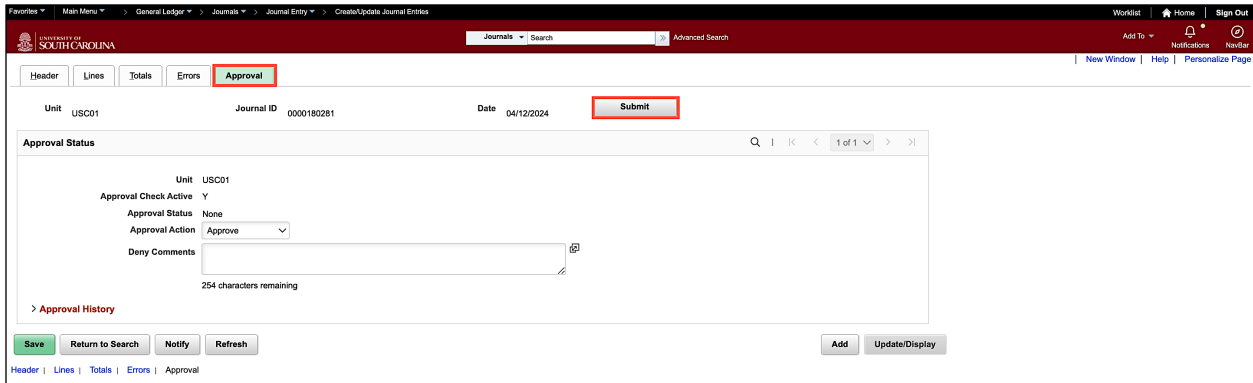 Favorites Main Menu > General Ledger > Journals > Journal Entry > Create/Update Journal Entries Worklist Home Sign Out
UNIVERSITY OF
SOUTH CAROLINA
Journals Search » Advanced Search
Add To Notifications NavBar
| New Window | Help | Personalize Page
Header Lines Totals Errors Approval
Unit USC01 Journal ID 0000180281 Date 04/12/2024 Submit
Approval Status 1 of 1
Unit USC01
Approval Check Active Y
Approval Status None
Approval Action Approve
Deny Comments
254 characters remaining
> Approval History
Save Return to Search Notify Refresh Add Update/Display
Header | Lines | Totals | Errors | Approval